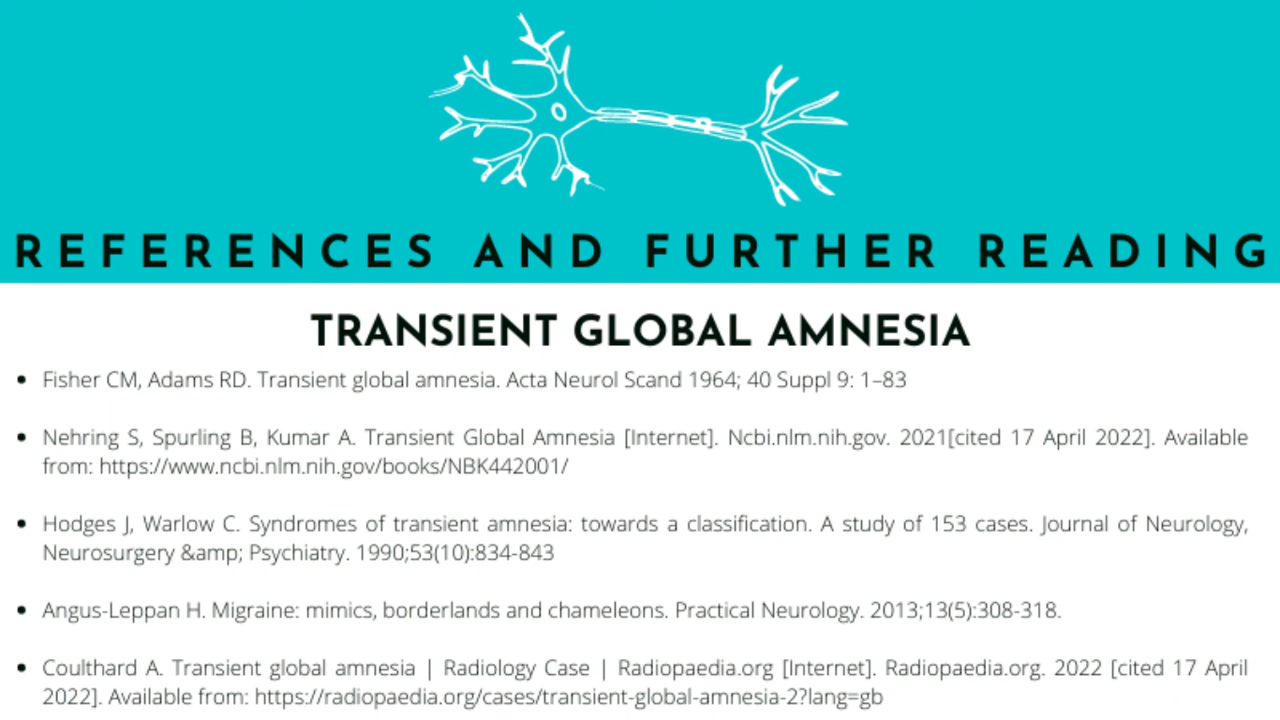 REFERENCES AND FURTHER READING
TRANSIENT GLOBAL AMNESIA
• Fisher CM, Adams RD. Transient global amnesia. Acta Neurol Scand 1964; 40 Suppl 9: 1–83
• Nehring S, Spurling B, Kumar A. Transient Global Amnesia [Internet]. Ncbi.nlm.nih.gov. 2021[cited 17 April 2022]. Available
from: https://www.ncbi.nlm.nih.gov/books/NBK442001/
• Hodges J, Warlow C. Syndromes of transient amnesia: towards a classification. A study of 153 cases. Journal of Neurology,
Neurosurgery &amp; Psychiatry. 1990;53(10):834-843
• Angus-Leppan H. Migraine: mimics, borderlands and chameleons. Practical Neurology. 2013;13(5):308-318.
• Coulthard A. Transient global amnesia | Radiology Case | Radiopaedia.org [Internet]. Radiopaedia.org. 2022 [cited 17 April
2022]. Available from: https://radiopaedia.org/cases/transient-global-amnesia-2?lang=gb